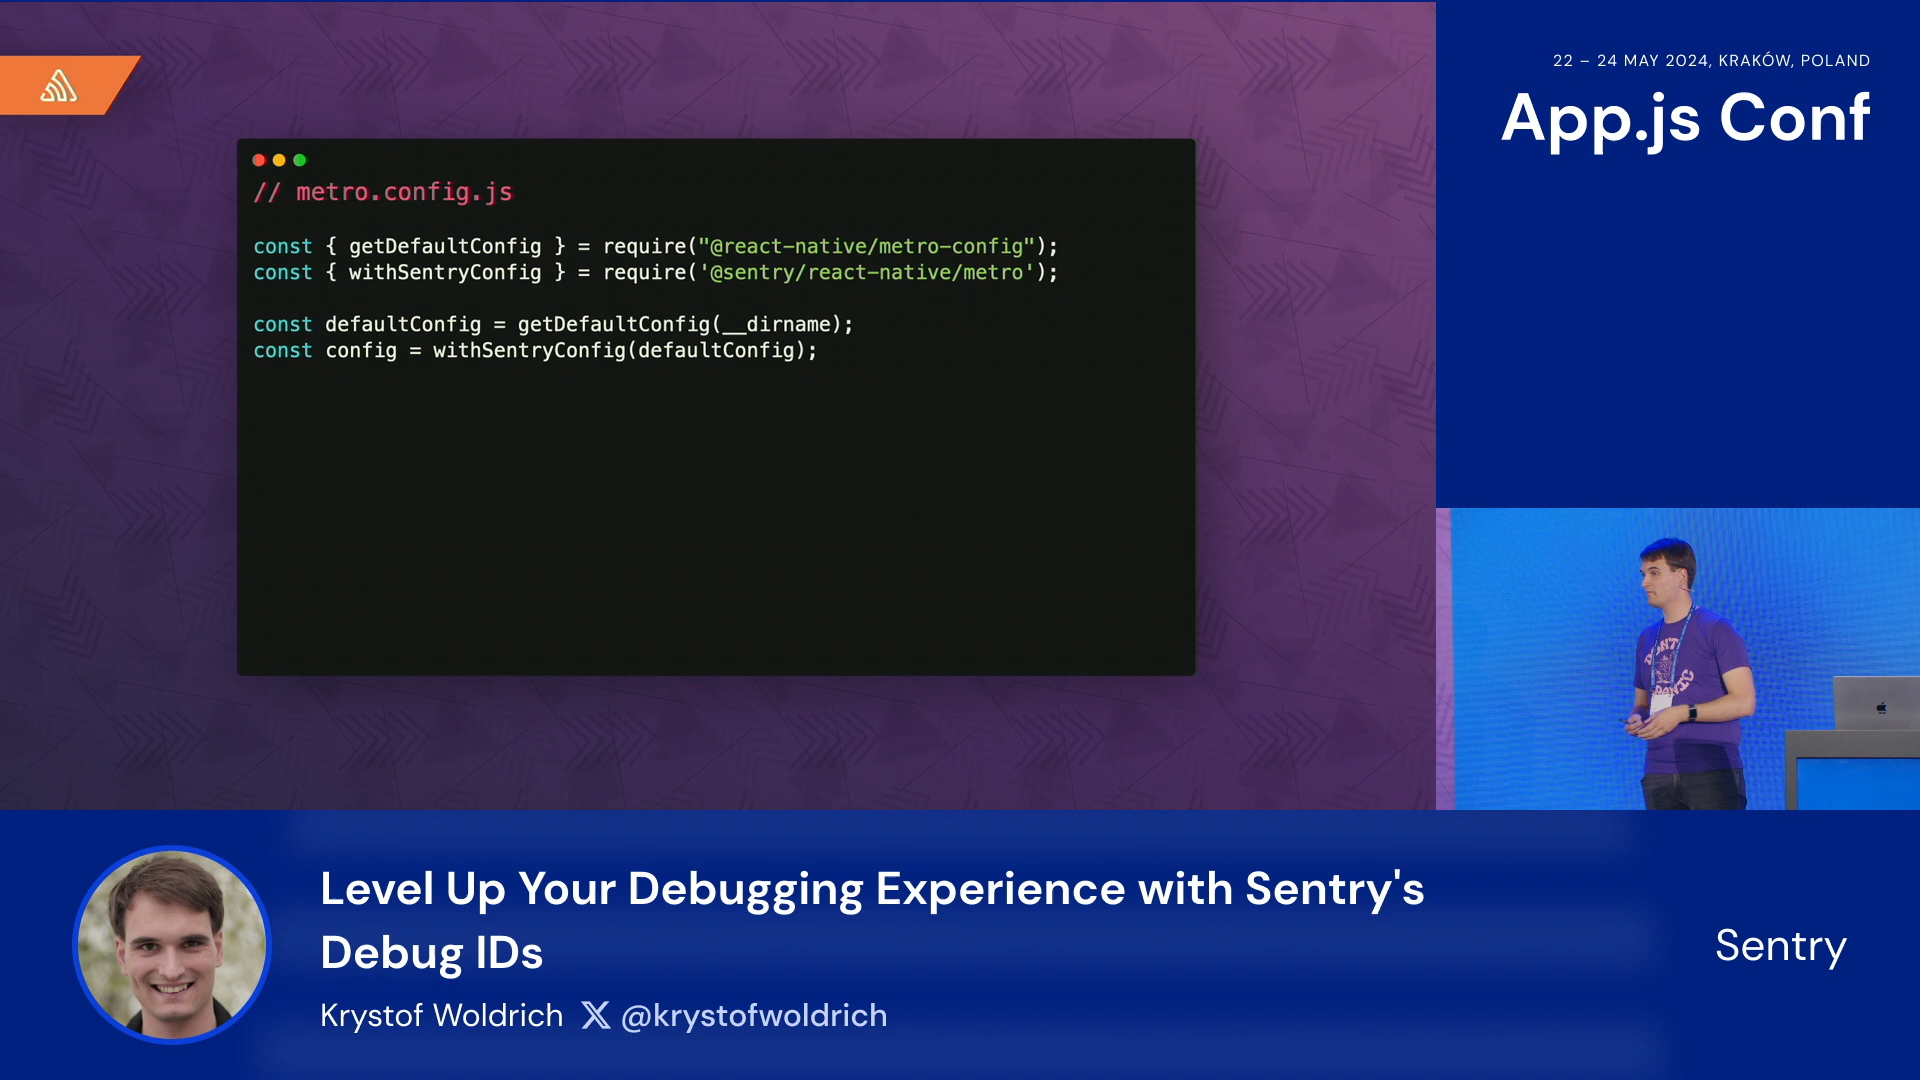 22 – 24 MAY 2024, KRAKÓW, POLAND
App.js Conf
// metro.config.js
const { getDefaultConfig } = require("@react-native/metro-config");
const { withSentryConfig } = require('@sentry/react-native/metro');
const defaultConfig = getDefaultConfig(__dirname);
const config = withSentryConfig(defaultConfig);
DON'T
PANIC
Level Up Your Debugging Experience with Sentry's
Debug IDs
Krystof Woldrich X @krystofwoldrich
Sentry